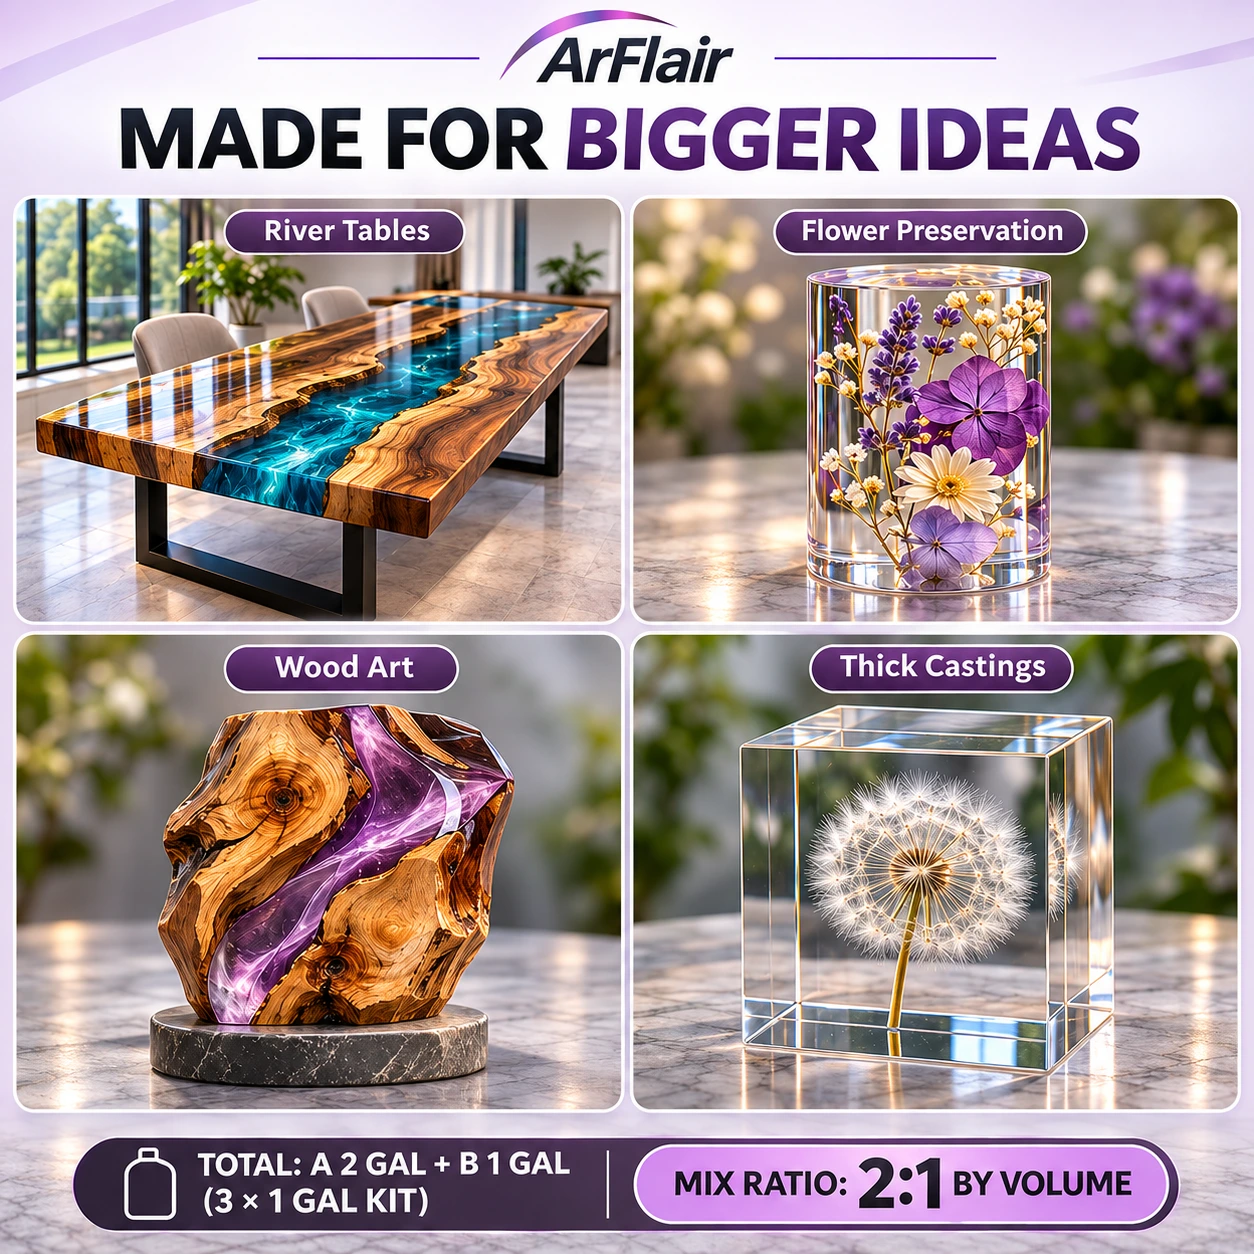 ArFlair
MADE FOR BIGGER IDEAS
River Tables
Flower Preservation
Wood Art
Thick Castings
TOTAL: A 2 GAL + B 1 GAL
(3 × 1 GAL KIT)
MIX RATIO: 2:1 BY VOLUME